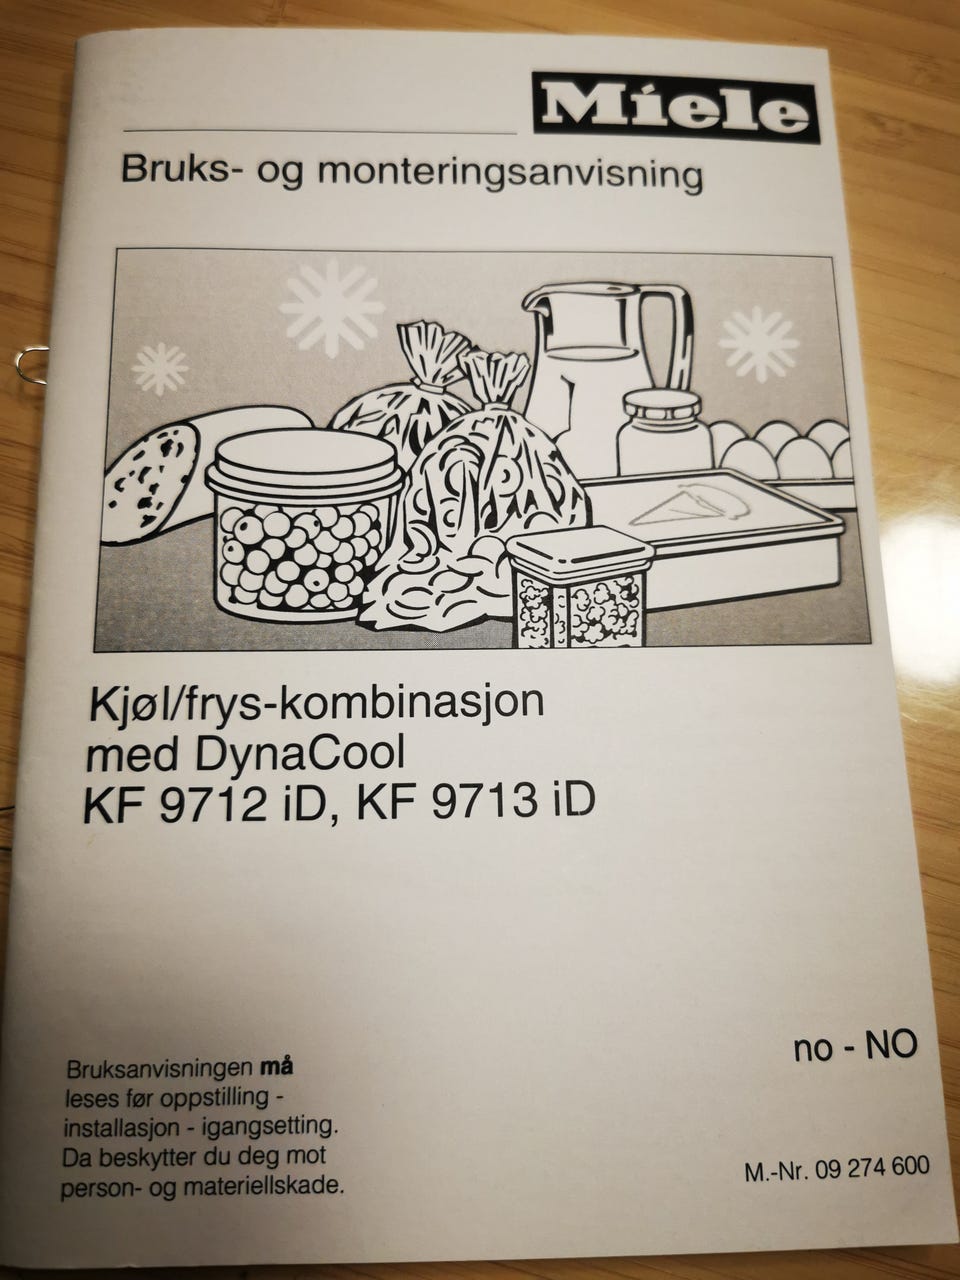 Miele
Bruks- og monteringsanvisning
Kjøl/frys-kombinasjon
med DynaCool
KF 9712 iD, KF 9713 iD
Bruksanvisningen må
leses før oppstilling -
installasjon - igangsetting.
Da beskytter du deg mot
person- og materiellskade.
no - NO
M.-Nr. 09 274 600